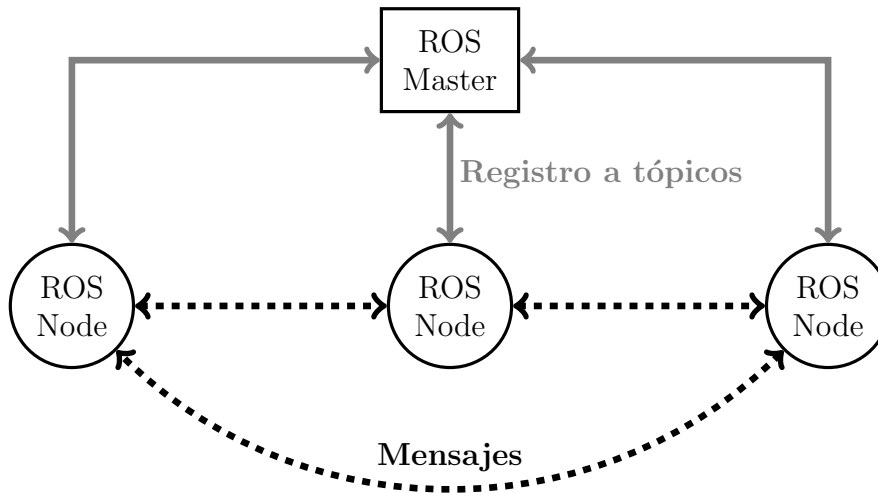 ROS
Master
Registro a tópicos
ROS
Node
ROS
Node
ROS
Node
Mensajes